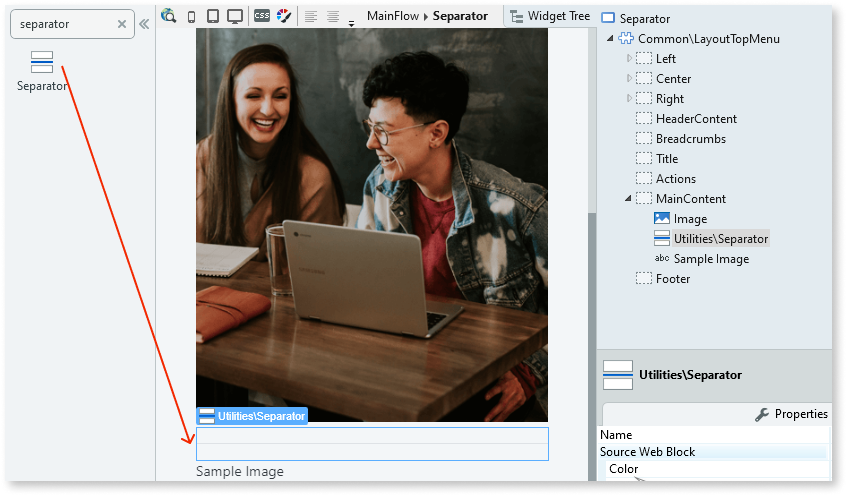 separator
Separator
CSS
MainFlow Separator
Widget Tree
Utilities\Separator
Sample Image
Separator
Common\LayoutTopMenu
Left
Center
Right
HeaderContent
Breadcrumbs
Title
Actions
MainContent
Image
Utilities\Separator
abc Sample Image
Footer
Utilities\Separator
Properties
Name
Source Web Block
Color